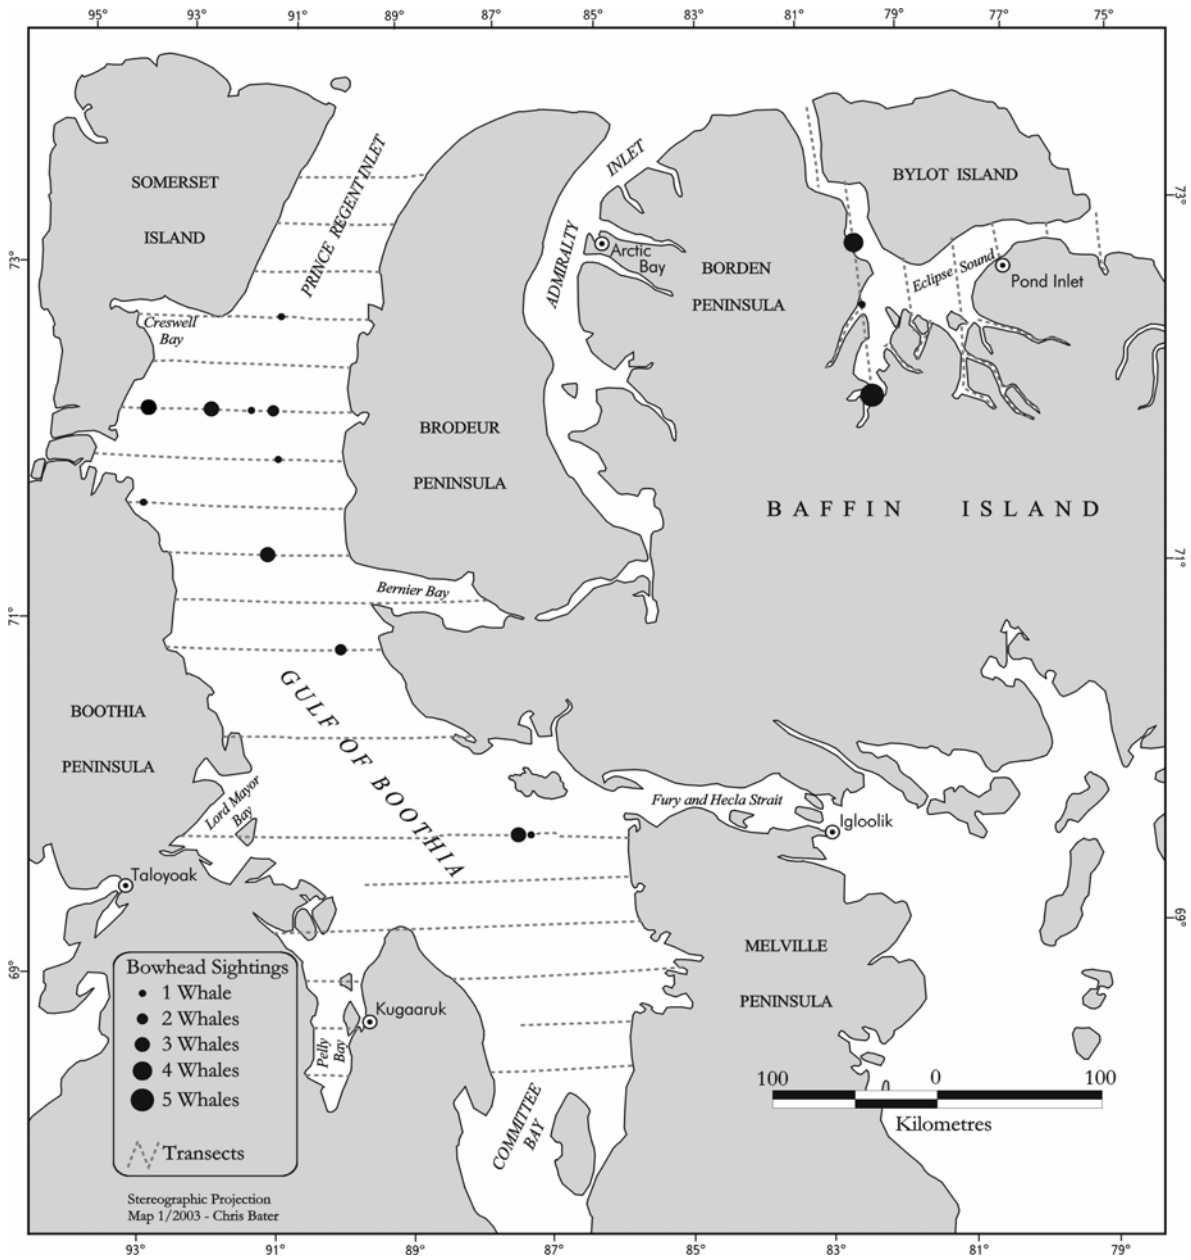 95° 91° 89° 87° 84° 83° 81° 79° 77° 75°
SOMERSET
ISLAND
PRINCE REGENT INLET
INLET
ADMIRALTY
BYLOT ISLAND
73°
73°
Arctic
Bay
BORDEN
PENINSULA
Eclipse Sound
Pond Inlet
Creswell
Bay
BRODEUR
PENINSULA
BAFFIN ISLAND
71°
71°
Bernier Bay
GULF OF BOOTHIA
BOOTHIA
PENINSULA
Lord Mayor
Bay
Fury and Hecla Strait
Igloolik
Taloyoak
69°
69°
MELVILLE
PENINSULA
Kugaaruk
Pelly
Bay
COMMITTEE
BAY
Bowhead Sightings
1 Whale
2 Whales
3 Whales
4 Whales
5 Whales
Transects
100 0 100
Kilometres
Stereographic Projection
Map 1/2003 - Chris Bater
93° 91° 89° 87° 85° 83° 81° 79°